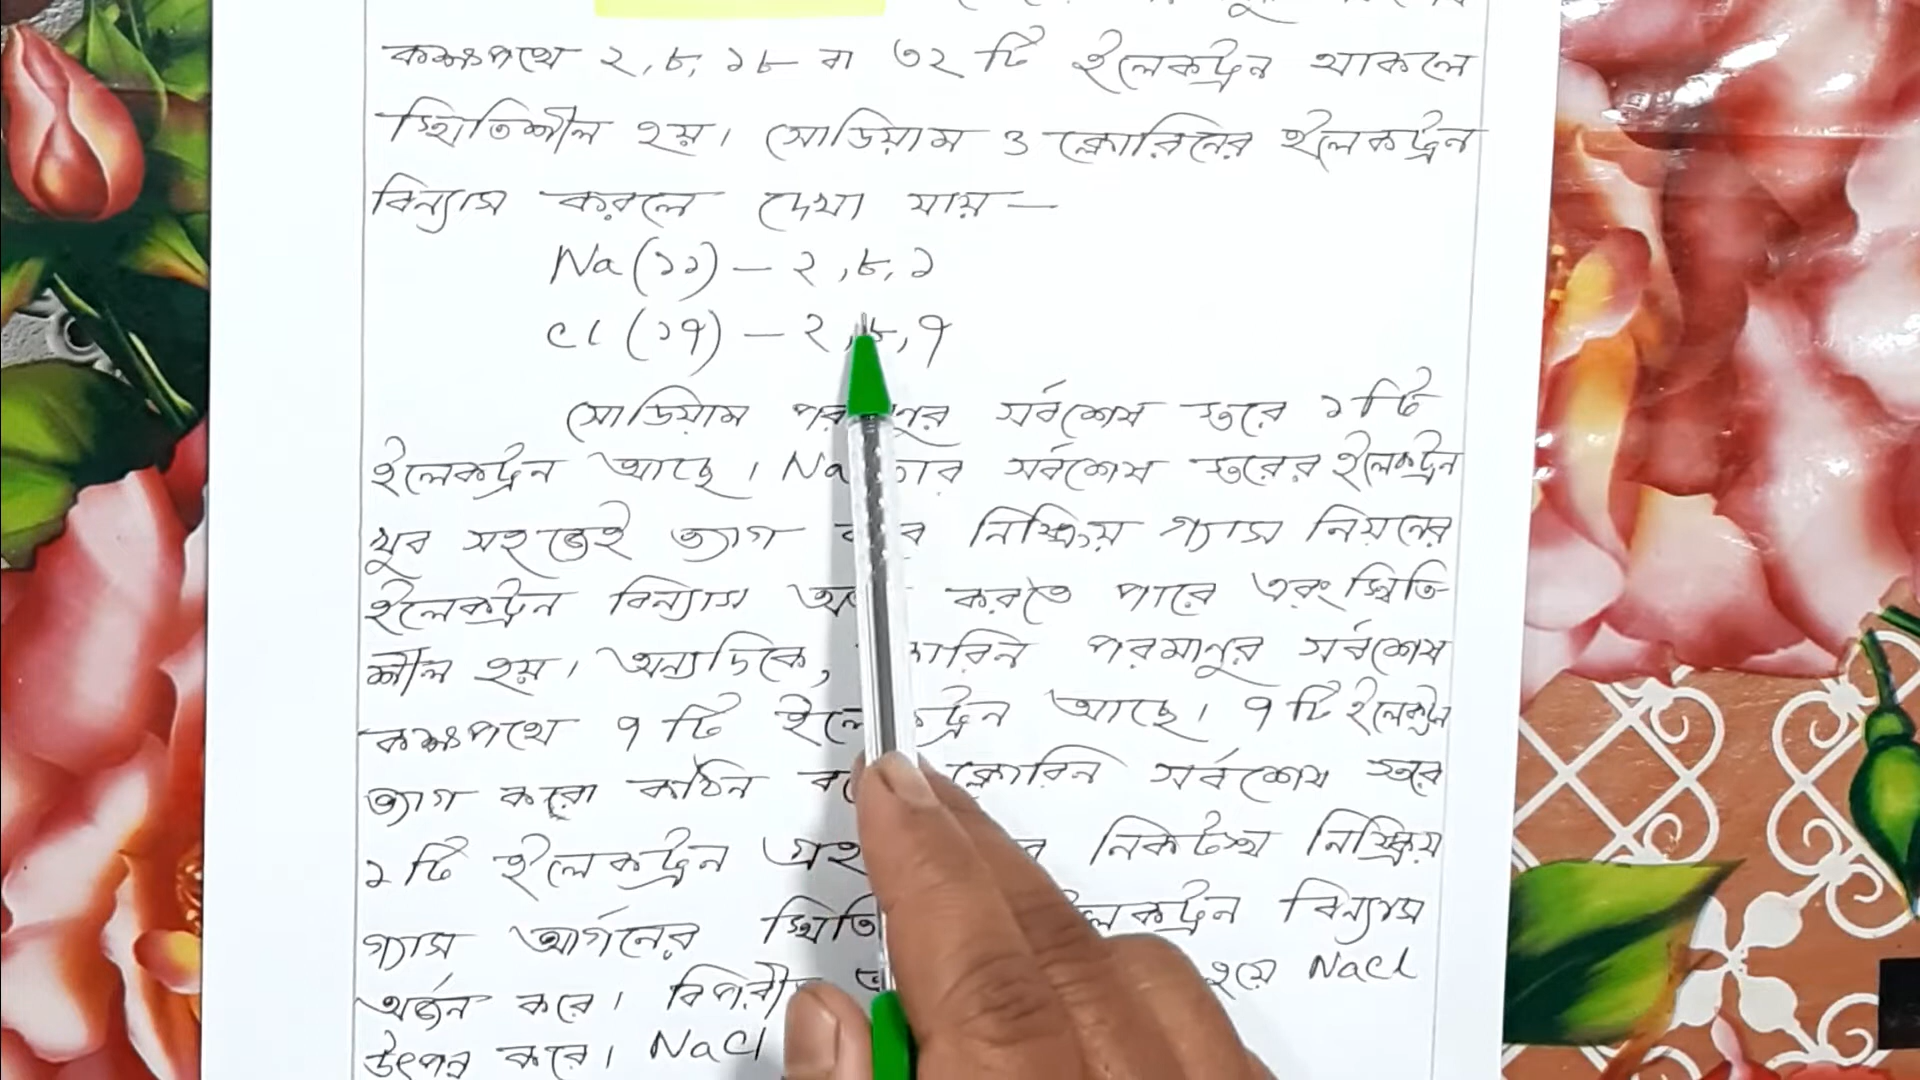 কক্ষপথে ২, ৮, ১৮ বা ৩২ টি ইলেকট্রন থাকলে
স্থিতিশীল হয়। সোডিয়াম ও ক্লোরিনের ইলেকট্রন
বিন্যাস করলে দেখা যায় —
Na (১১) — ২, ৮, ১
Cl (১৭) — ২, ৮, ৭
সোডিয়াম সর্বশেষ স্তরে ১টি
ইলেকট্রন আছে। Na তার সর্বশেষ স্তরের ইলেকট্রন
খুব সহজেই ত্যাগ নিষ্ক্রিয় গ্যাস নিয়নের
ইলেকট্রন বিন্যাস করতে পারে এবং স্থিতি-
শীল হয়। অন্যদিকে, পরমানুর সর্বশেষ
কক্ষপথে ৭ টি ইলেকট্রন আছে। ৭ টি ইলেকট্রন
ত্যাগ করা কঠিন ক্লোরিন সর্বশেষ স্তরে
১ টি ইলেকট্রন নিকটস্থ নিষ্ক্রিয়
গ্যাস আর্গনের বিন্যাস
অর্জন করে। হয়ে NaCl
উৎপন্ন করে। NaCl